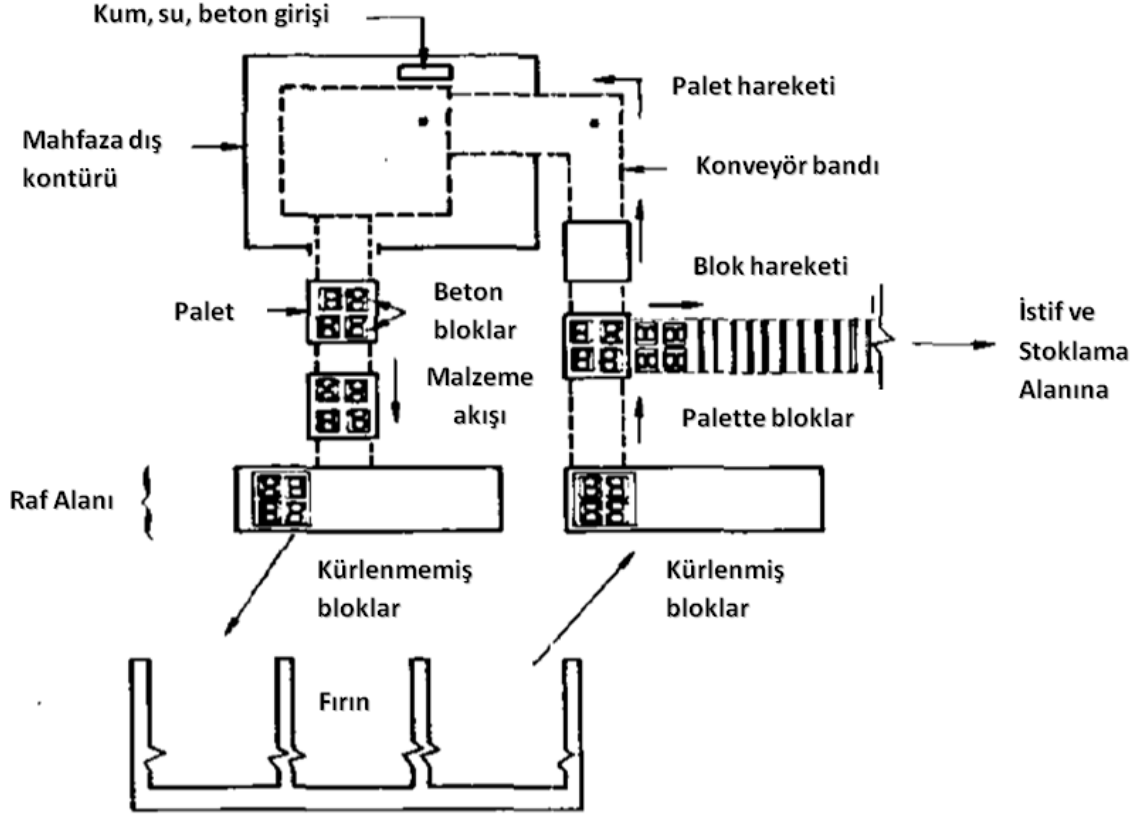 Kum, su, beton girişi
Palet hareketi
Mahfaza dış
kontürü
Konveyör bandı
Blok hareketi
Palet
Beton
bloklar
İstif ve
Stoklama
Alanına
Malzeme
akışı
Palette bloklar
Raf Alanı
Kürlenmemiş
bloklar
Kürlenmiş
bloklar
Fırın